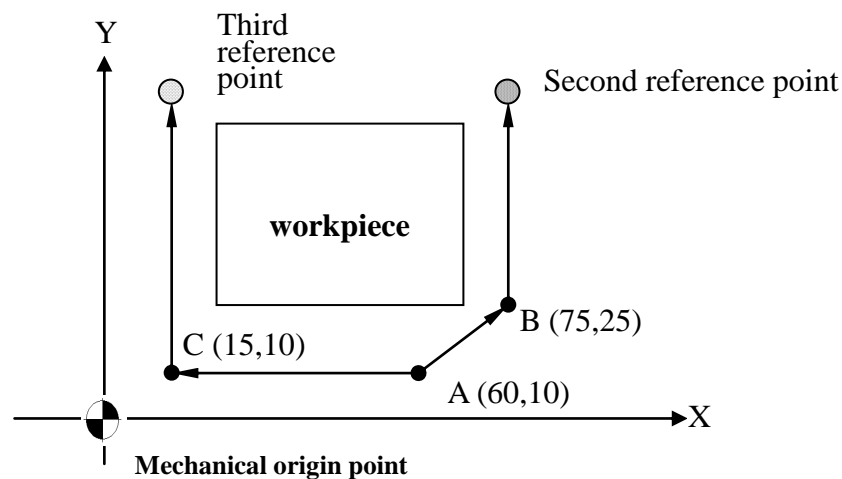 Third
reference
point
Y
Second reference point
workpiece
B (75,25)
C (15,10)
A (60,10)
X
Mechanical origin point